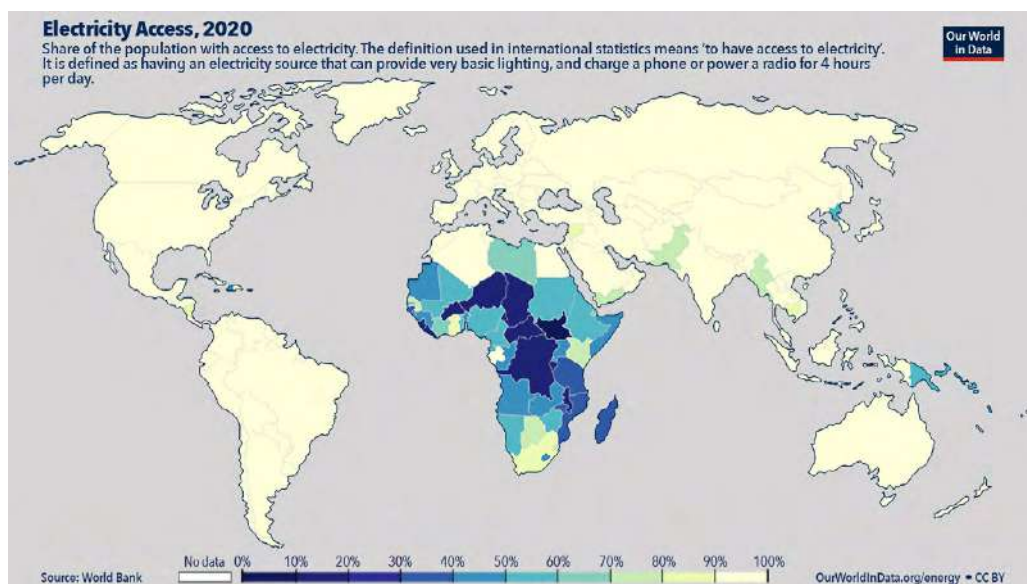 Electricity Access, 2020
Share of the population with access to electricity. The definition used in international statistics means 'to have access to electricity'.
It is defined as having an electricity source that can provide very basic lighting, and charge a phone or power a radio for 4 hours
per day.
Our World
in Data
No data 0% 10% 20% 30% 40% 50% 60% 70% 80% 90% 100%
Source: World Bank
OurWorldInData.org/energy • CC BY